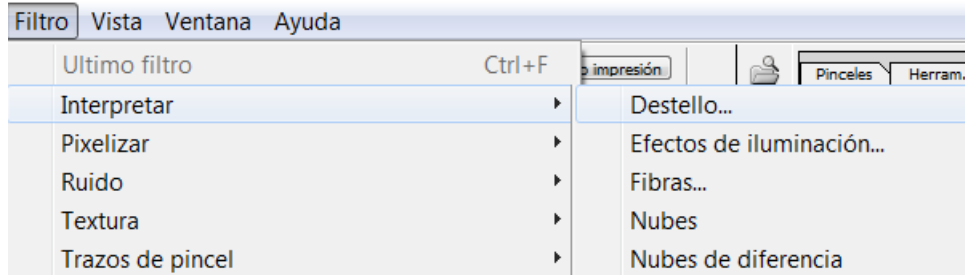 Filtro Vista Ventana Ayuda
Ultimo filtro Ctrl+F
o impresión Pinceles Herram.
Interpretar
Pixelizar
Ruido
Textura
Trazos de pincel
Destello...
Efectos de iluminación...
Fibras...
Nubes
Nubes de diferencia